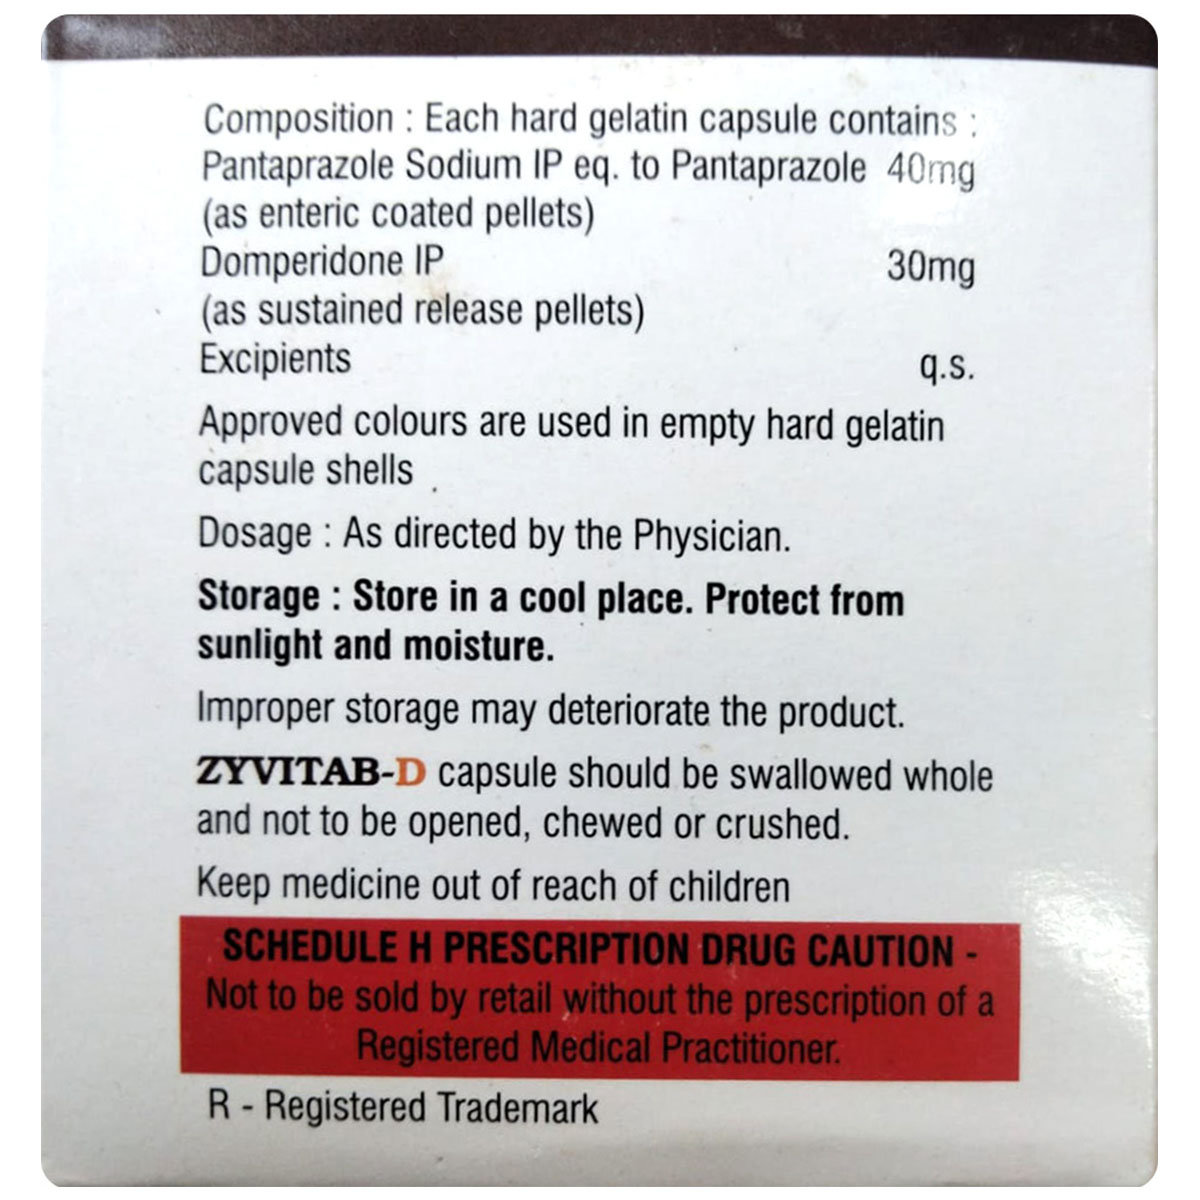 Composition : Each hard gelatin capsule contains :
Pantaprazole Sodium IP eq. to Pantaprazole 40mg
(as enteric coated pellets)
Domperidone IP 30mg
(as sustained release pellets)
Excipients q.s.
Approved colours are used in empty hard gelatin
capsule shells
Dosage : As directed by the Physician.
Storage : Store in a cool place. Protect from
sunlight and moisture.
Improper storage may deteriorate the product.
ZYVITAB-D capsule should be swallowed whole
and not to be opened, chewed or crushed.
Keep medicine out of reach of children
SCHEDULE H PRESCRIPTION DRUG CAUTION -
Not to be sold by retail without the prescription of a
Registered Medical Practitioner.
R - Registered Trademark